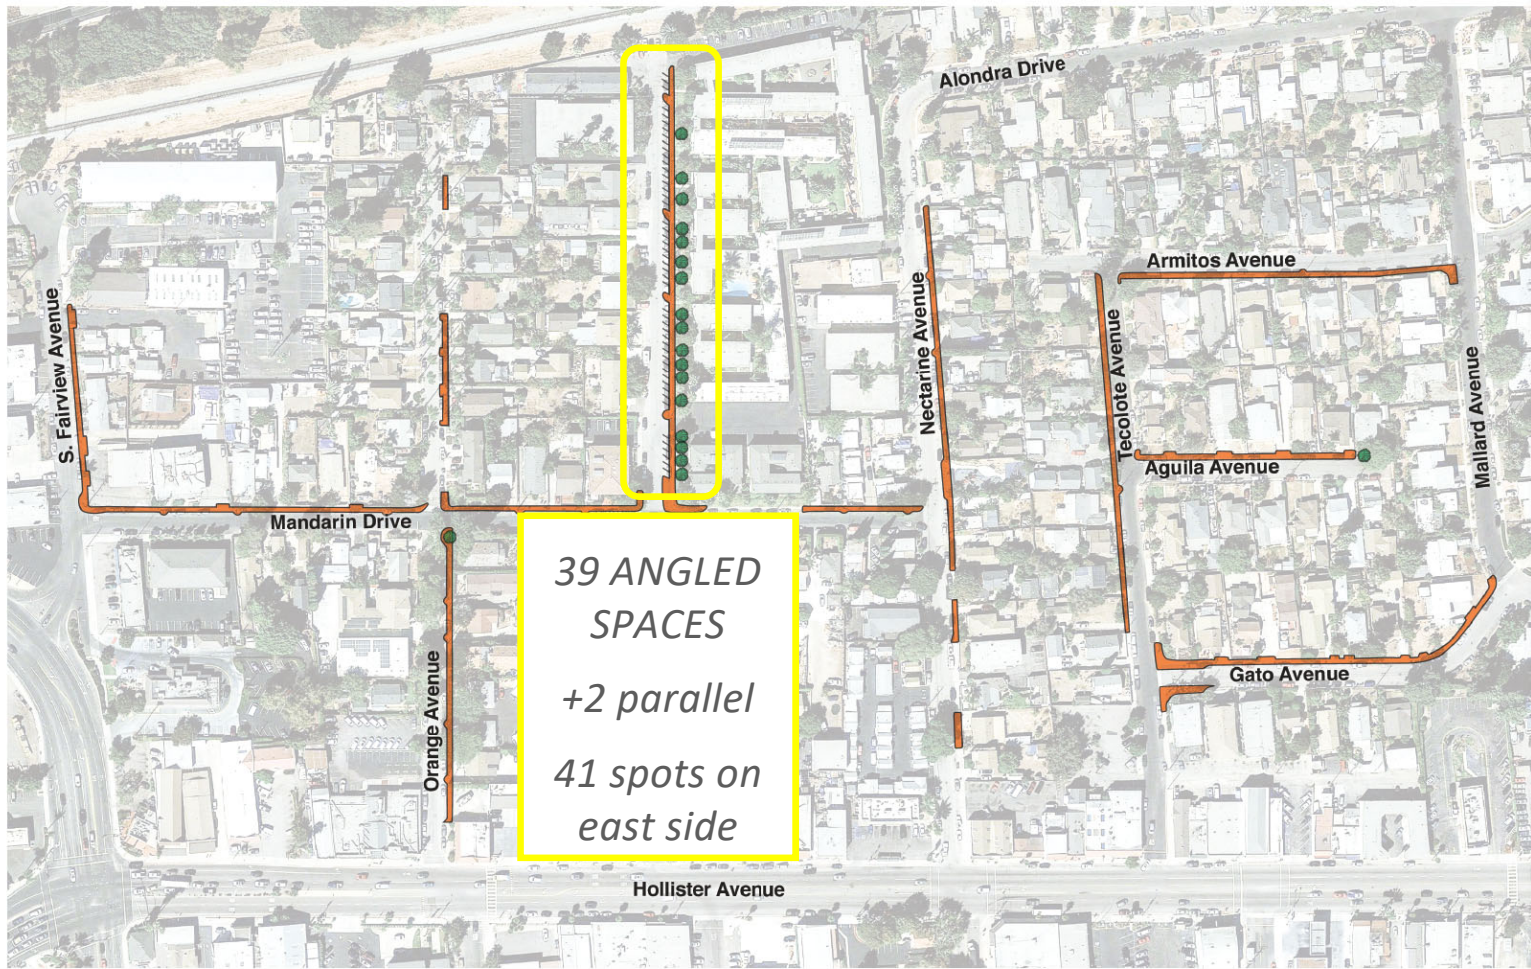 Alondra Drive
Armitos Avenue
S. Fairview Avenue
Nectarine Avenue
Tecolote Avenue
Mallard Avenue
Aguila Avenue
Mandarin Drive
39 ANGLED
SPACES
+2 parallel
41 spots on
east side
Orange Avenue
Gato Avenue
Hollister Avenue